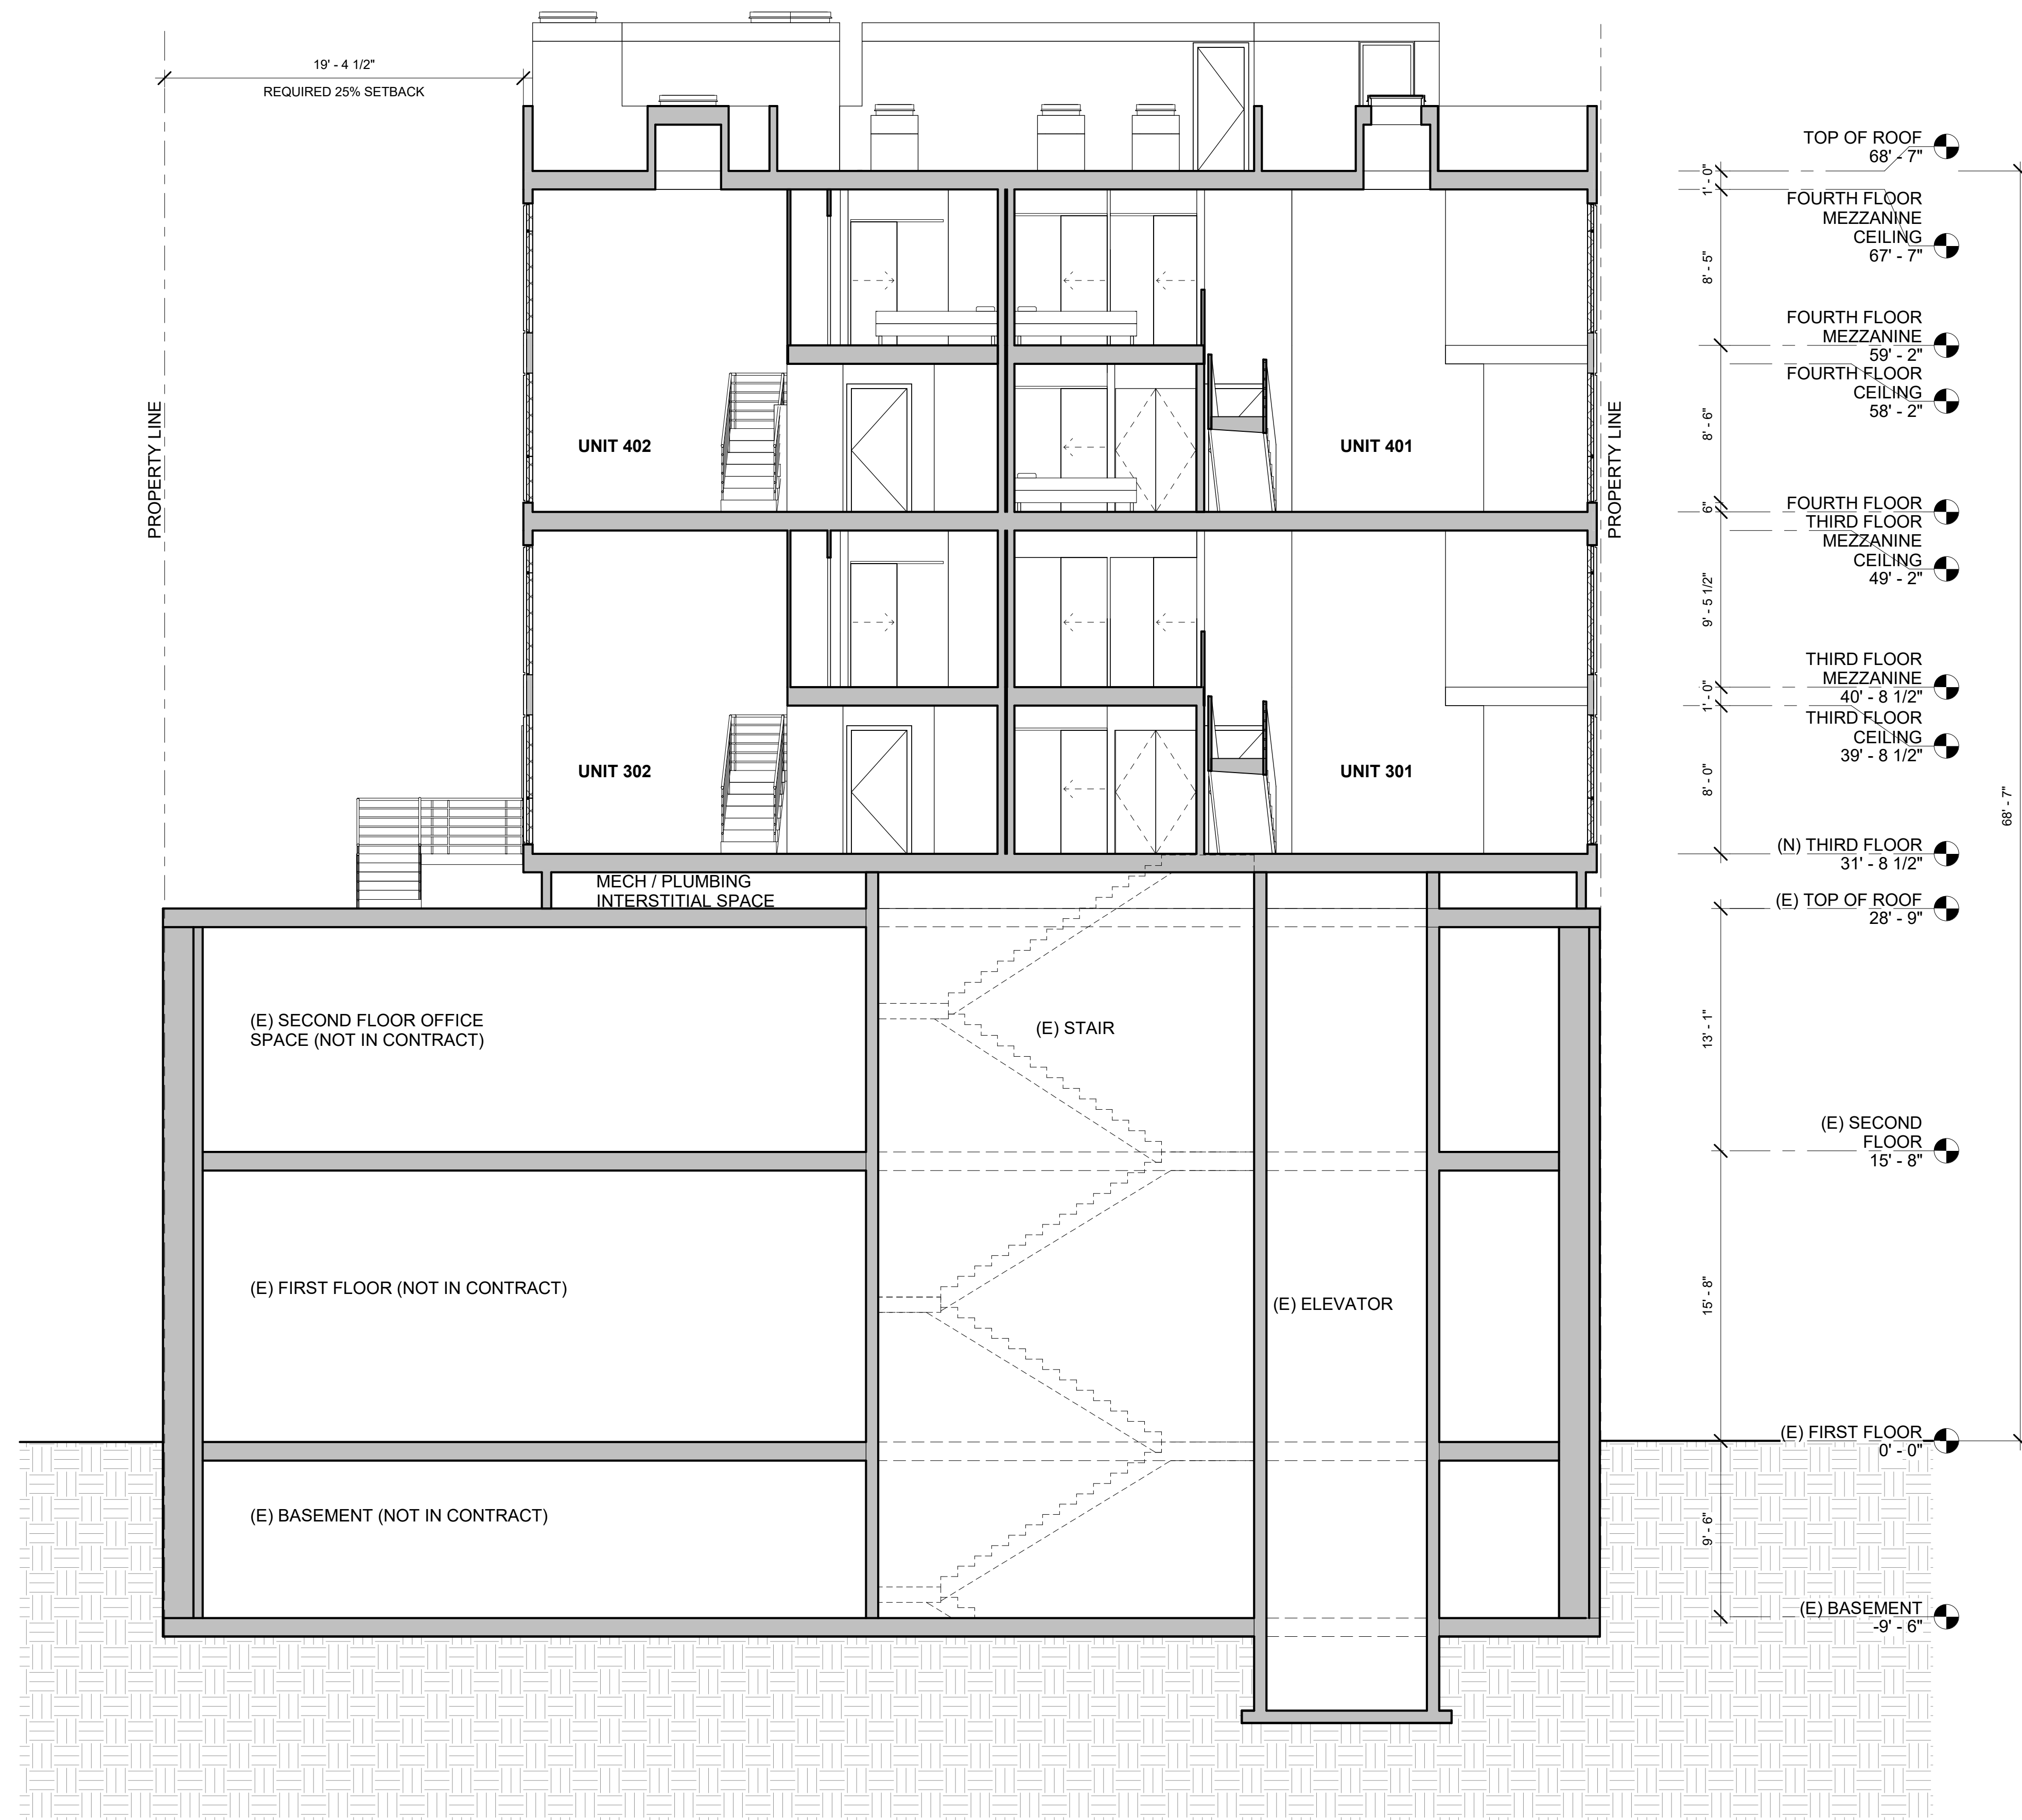 19' - 4 1/2"
REQUIRED 25% SETBACK
PROPERTY LINE
PROPERTY LINE
UNIT 402
UNIT 401
UNIT 302
UNIT 301
MECH / PLUMBING
INTERSTITIAL SPACE
(E) SECOND FLOOR OFFICE
SPACE (NOT IN CONTRACT)
(E) STAIR
(E) FIRST FLOOR (NOT IN CONTRACT)
(E) ELEVATOR
(E) BASEMENT (NOT IN CONTRACT)
1' - 0"
8' - 5"
8' - 6"
6"
9' - 5 1/2"
1' - 0"
8' - 0"
13' - 1"
15' - 8"
9' - 6"
TOP OF ROOF
68' - 7"
FOURTH FLOOR
MEZZANINE
CEILING
67' - 7"
FOURTH FLOOR
MEZZANINE
59' - 2"
FOURTH FLOOR
CEILING
58' - 2"
FOURTH FLOOR
THIRD FLOOR
MEZZANINE
CEILING
49' - 2"
THIRD FLOOR
MEZZANINE
40' - 8 1/2"
THIRD FLOOR
CEILING
39' - 8 1/2"
(N) THIRD FLOOR
31' - 8 1/2"
(E) TOP OF ROOF
28' - 9"
(E) SECOND
FLOOR
15' - 8"
(E) FIRST FLOOR
0' - 0"
(E) BASEMENT
-9' - 6"
68' - 7"